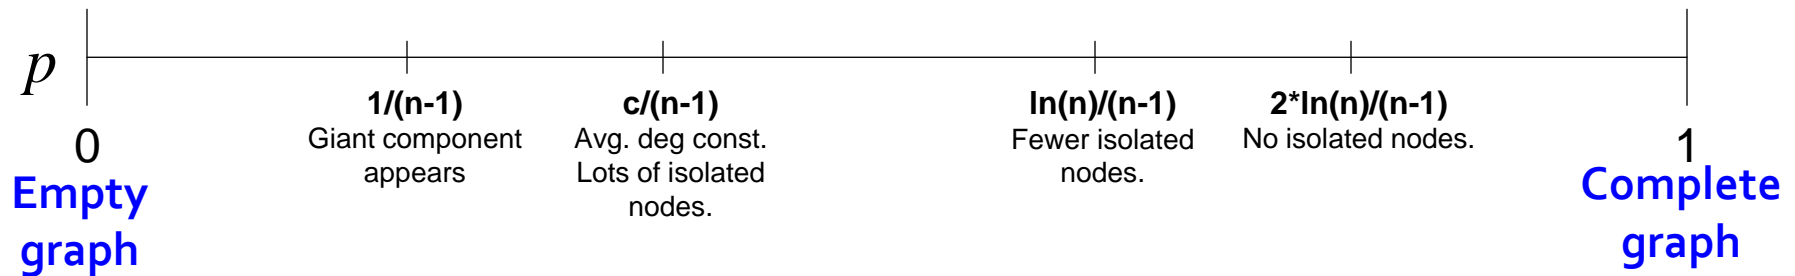 p
0
Empty
graph
1/(n-1)
Giant component
appears
c/(n-1)
Avg. deg const.
Lots of isolated
nodes.
ln(n)/(n-1)
Fewer isolated
nodes.
2*ln(n)/(n-1)
No isolated nodes.
1
Complete
graph